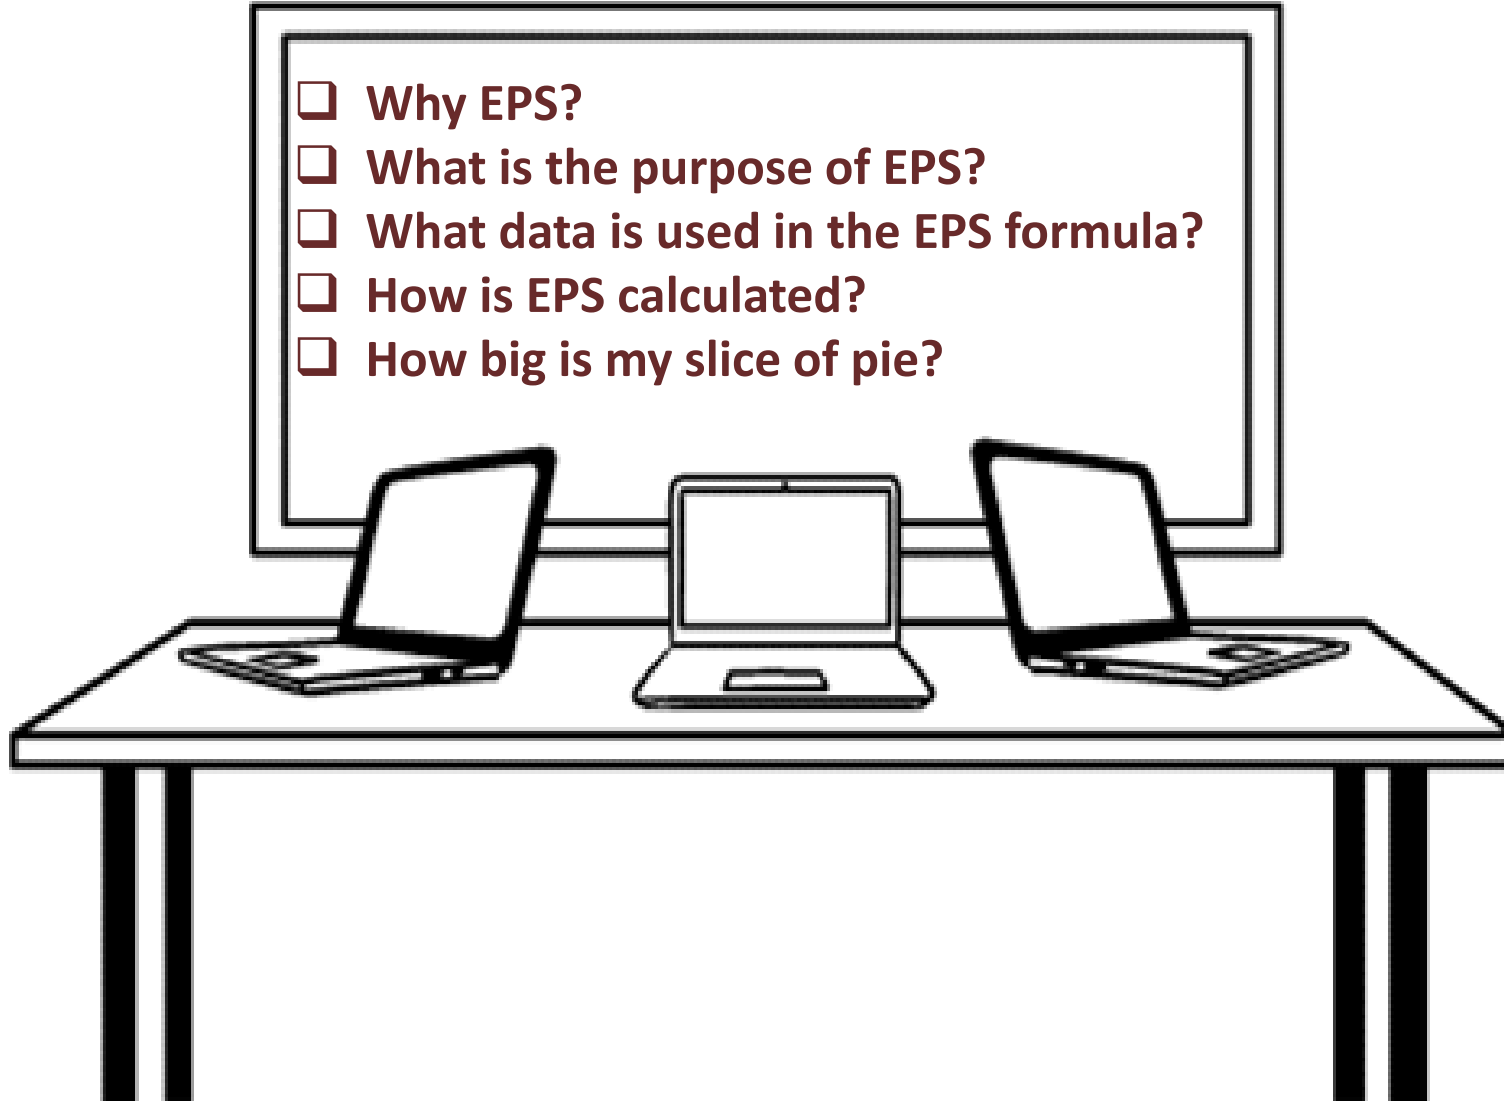 ❑ Why EPS?
❑ What is the purpose of EPS?
❑ What data is used in the EPS formula?
❑ How is EPS calculated?
❑ How big is my slice of pie?